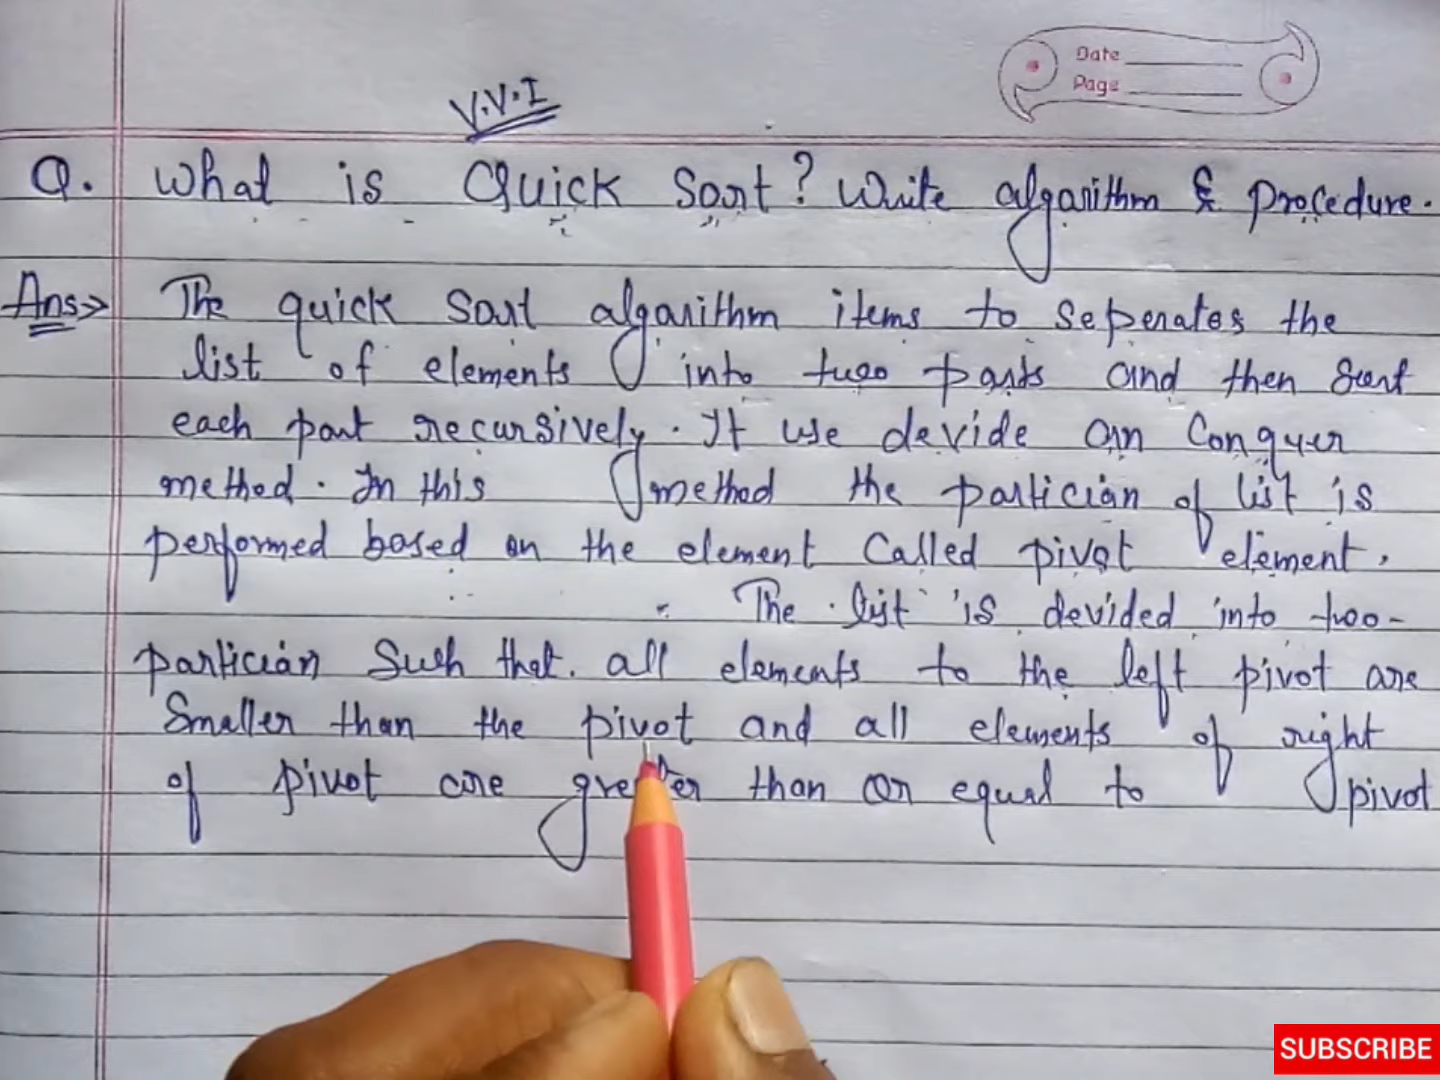 Date
Page
V.V.I
Q. What is Quick Sort? Write algorithm & procedure.
Ans> The quick Sort algorithm items to seperates the
list of elements into two parts and then Sort
each part recursively. It use devide an Conquer
method. In this method the partician of list is
performed based on the element Called pivot element.
The list is devided into two-
partician Such that. all elements to the left pivot are
Smaller than the pivot and all elements of right
of pivot are greater than or equal to pivot
SUBSCRIBE